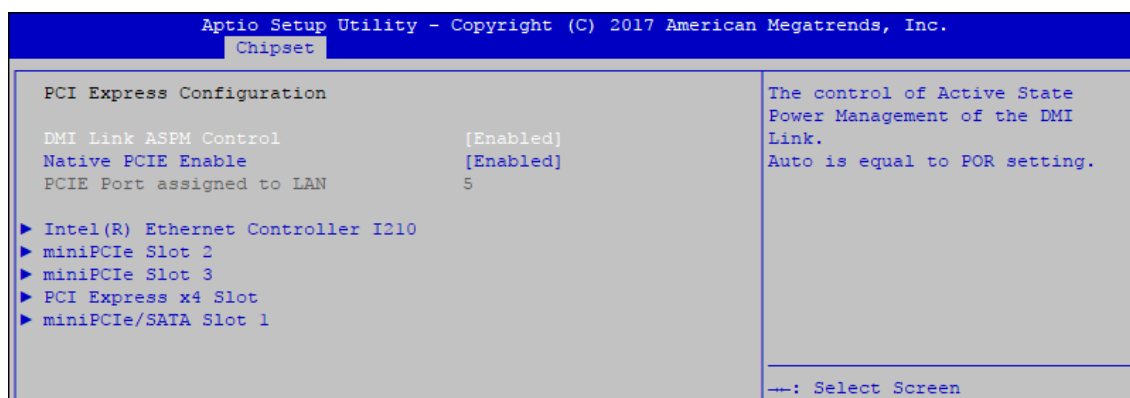 Aptio Setup Utility – Copyright (C) 2017 American Megatrends, Inc.
Chipset
PCI Express Configuration
DMI Link ASPM Control [Enabled]
Native PCIE Enable [Enabled]
PCIE Port assigned to LAN 5
► Intel(R) Ethernet Controller I210
► miniPCIe Slot 2
► miniPCIe Slot 3
► PCI Express x4 Slot
► miniPCIe/SATA Slot 1
The control of Active State
Power Management of the DMI
Link.
Auto is equal to POR setting.
→←: Select Screen